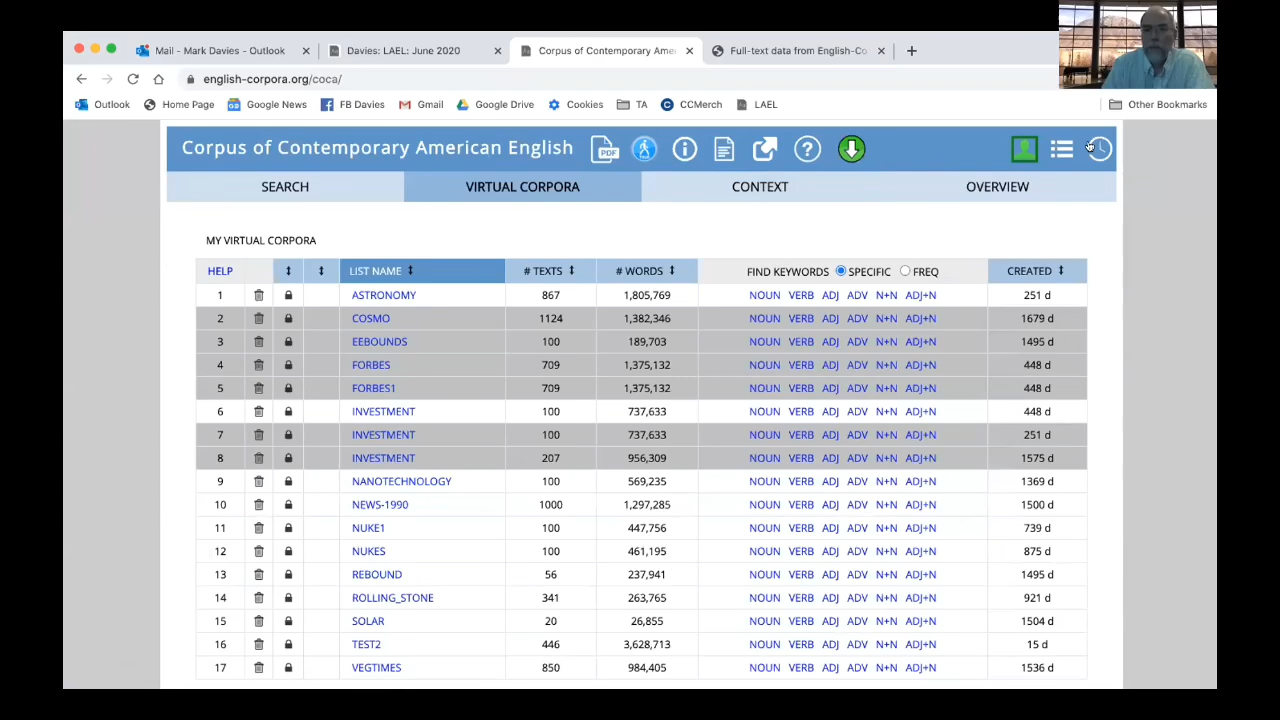 Mail - Mark Davies - Outlook
Davies: LAEL: June 2020
Corpus of Contemporary Amer
Full-text data from English-Co
english-corpora.org/coca/
Outlook Home Page Google News FB Davies Gmail Google Drive Cookies TA CCMerch LAEL Other Bookmarks
Corpus of Contemporary American English PDF
SEARCH VIRTUAL CORPORA CONTEXT OVERVIEW
MY VIRTUAL CORPORA
HELP LIST NAME # TEXTS # WORDS FIND KEYWORDS SPECIFIC FREQ CREATED
1 ASTRONOMY 867 1,805,769 NOUN VERB ADJ ADV N+N ADJ+N 251 d
2 COSMO 1124 1,382,346 NOUN VERB ADJ ADV N+N ADJ+N 1679 d
3 EEBOUNDS 100 189,703 NOUN VERB ADJ ADV N+N ADJ+N 1495 d
4 FORBES 709 1,375,132 NOUN VERB ADJ ADV N+N ADJ+N 448 d
5 FORBES1 709 1,375,132 NOUN VERB ADJ ADV N+N ADJ+N 448 d
6 INVESTMENT 100 737,633 NOUN VERB ADJ ADV N+N ADJ+N 448 d
7 INVESTMENT 100 737,633 NOUN VERB ADJ ADV N+N ADJ+N 251 d
8 INVESTMENT 207 956,309 NOUN VERB ADJ ADV N+N ADJ+N 1575 d
9 NANOTECHNOLOGY 100 569,235 NOUN VERB ADJ ADV N+N ADJ+N 1369 d
10 NEWS-1990 1000 1,297,285 NOUN VERB ADJ ADV N+N ADJ+N 1500 d
11 NUKE1 100 447,756 NOUN VERB ADJ ADV N+N ADJ+N 739 d
12 NUKES 100 461,195 NOUN VERB ADJ ADV N+N ADJ+N 875 d
13 REBOUND 56 237,941 NOUN VERB ADJ ADV N+N ADJ+N 1495 d
14 ROLLING_STONE 341 263,765 NOUN VERB ADJ ADV N+N ADJ+N 921 d
15 SOLAR 20 26,855 NOUN VERB ADJ ADV N+N ADJ+N 1504 d
16 TEST2 446 3,628,713 NOUN VERB ADJ ADV N+N ADJ+N 15 d
17 VEGTIMES 850 984,405 NOUN VERB ADJ ADV N+N ADJ+N 1536 d